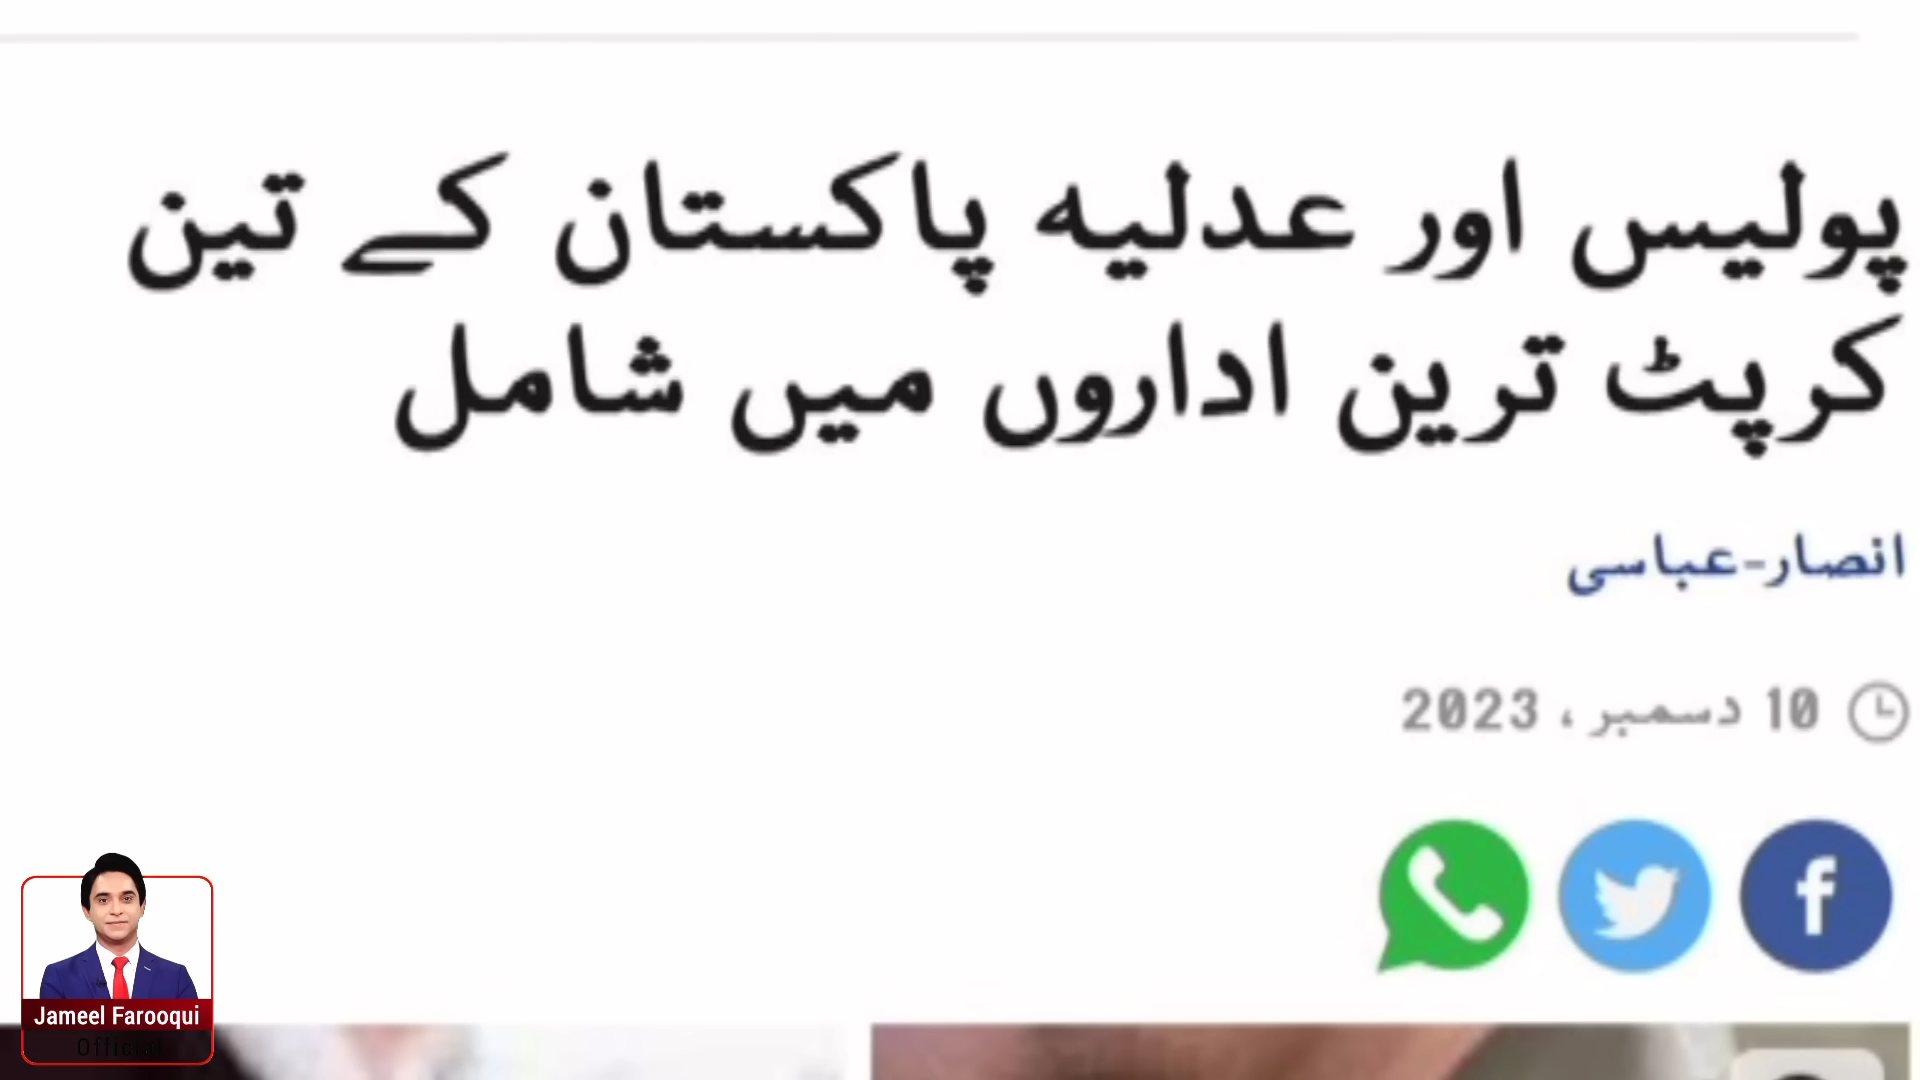 پولیس اور عدلیہ پاکستان کے تین
کرپٹ ترین اداروں میں شامل
انصار-عباسی
10 دسمبر، 2023
Jameel Farooqui
Official